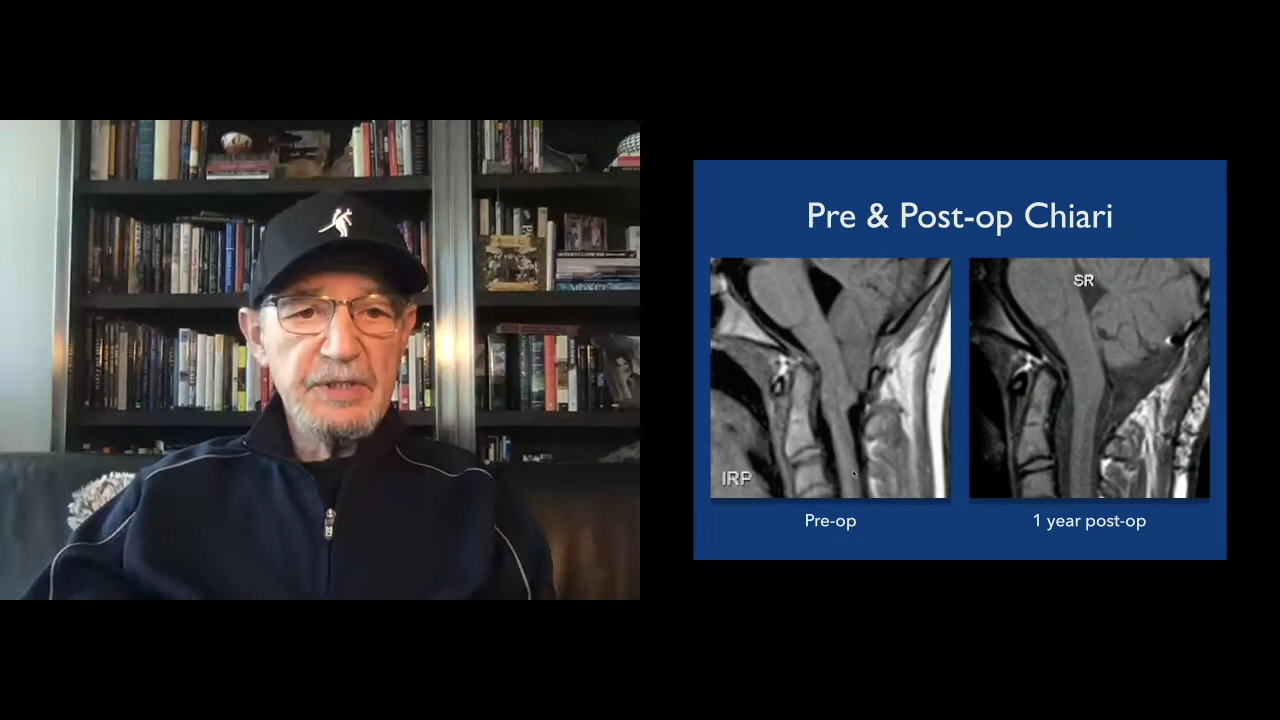 Pre & Post-op Chiari
SR
IRP
Pre-op
1 year post-op